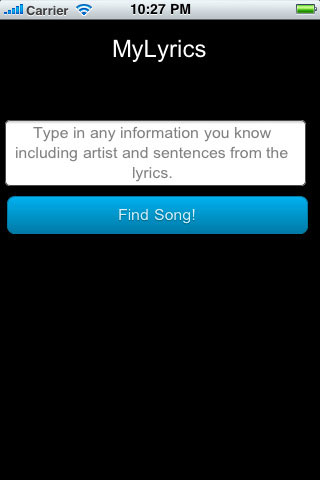 Carrier 10:27 PM
MyLyrics
Type in any information you know
including artist and sentences from the
lyrics.
Find Song!